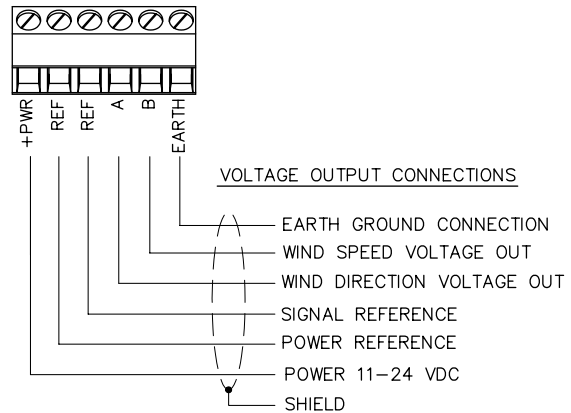 +PWR
REF
REF
A
B
EARTH
VOLTAGE OUTPUT CONNECTIONS
EARTH GROUND CONNECTION
WIND SPEED VOLTAGE OUT
WIND DIRECTION VOLTAGE OUT
SIGNAL REFERENCE
POWER REFERENCE
POWER 11-24 VDC
SHIELD